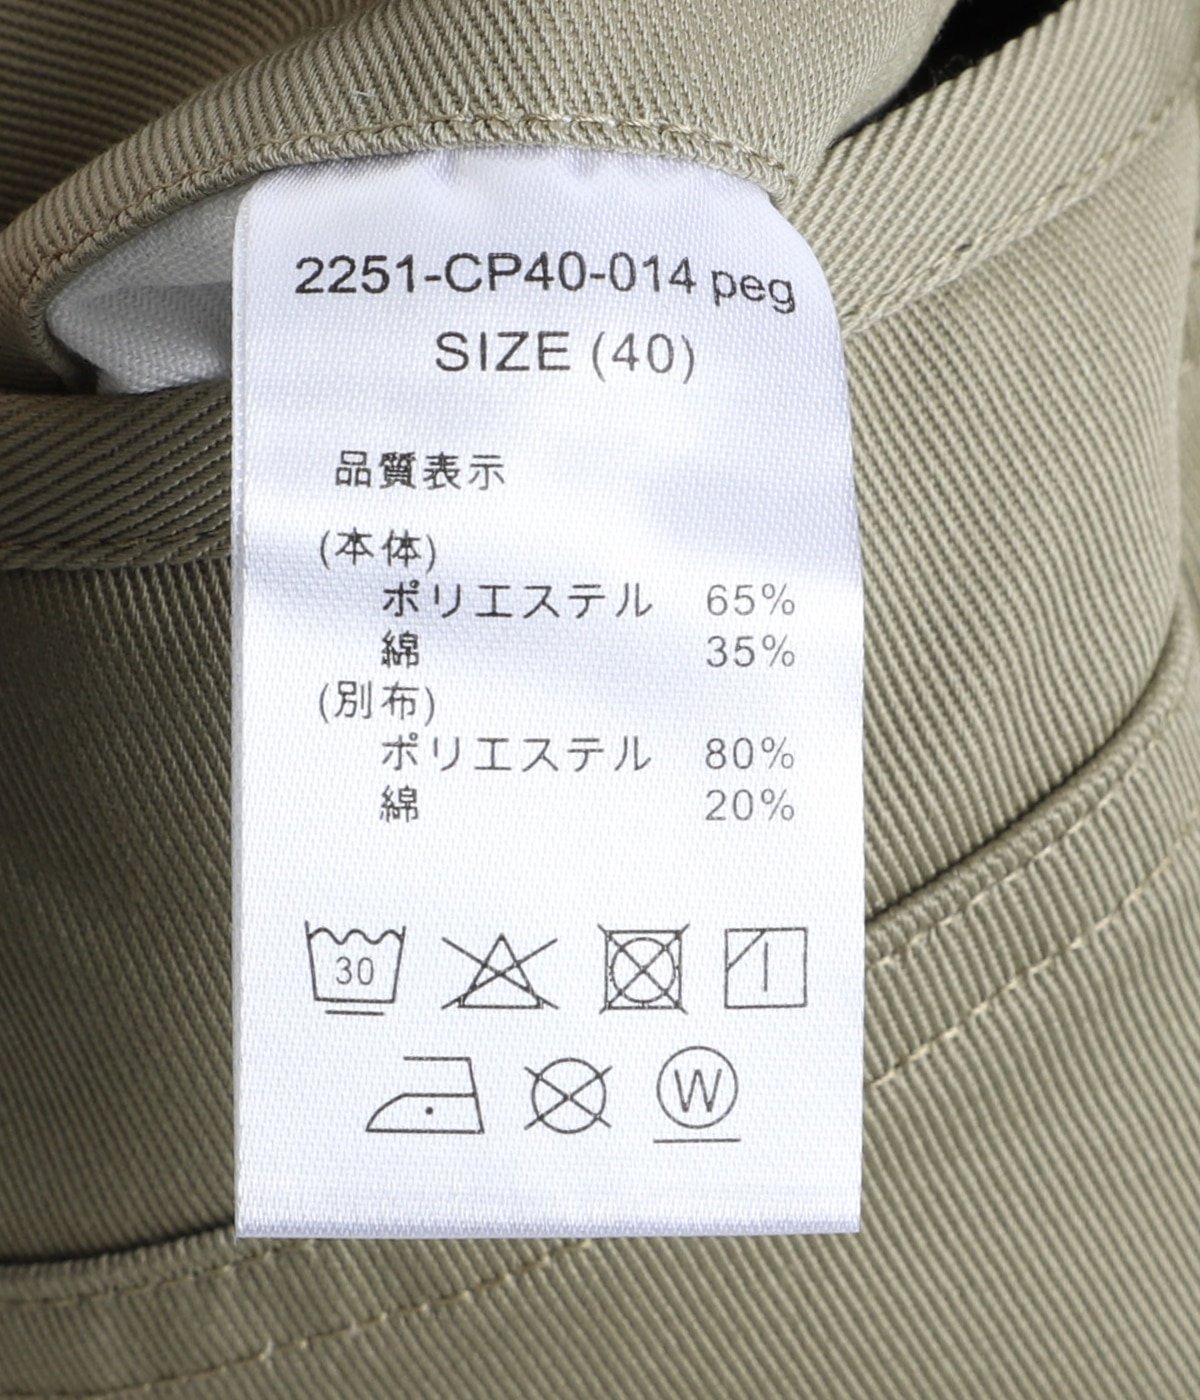 2251-CP40-014 peg
SIZE (40)
品質表示
(本体)
ポリエステル 65%
綿 35%
(別布)
ポリエステル 80%
綿 20%
30
W